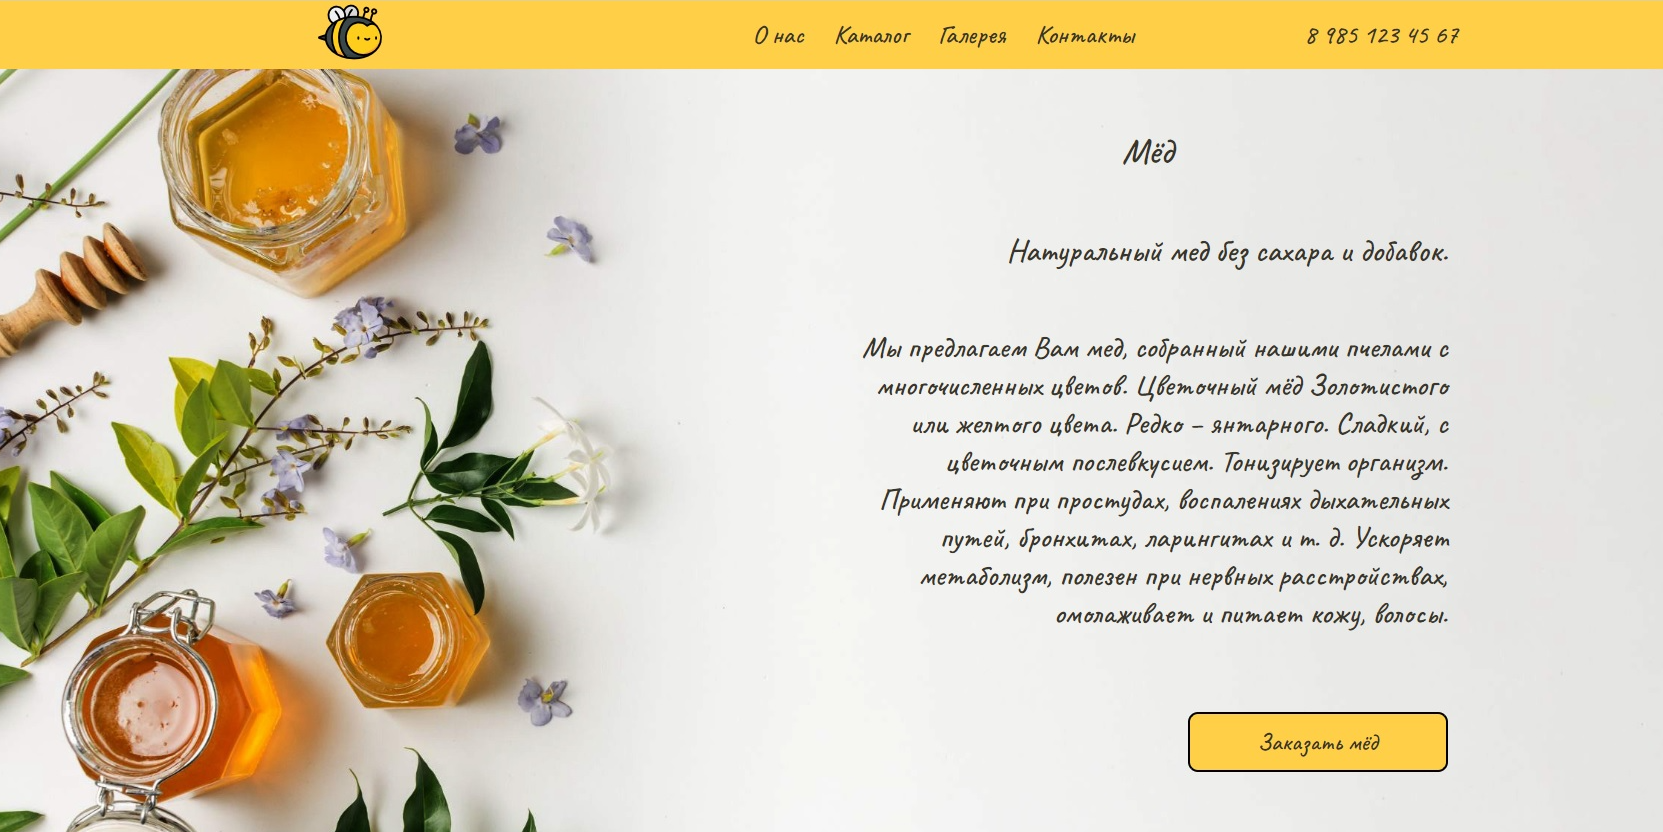 О нас Каталог Галерея Контакты 8 985 123 45 67
Мёд
Натуральный мед без сахара и добавок.
Мы предлагаем Вам мед, собранный нашими пчелами с
многочисленных цветов. Цветочный мёд Золотистого
или желтого цвета. Редко – янтарного. Сладкий, с
цветочным послевкусием. Тонизирует организм.
Применяют при простудах, воспалениях дыхательных
путей, бронхитах, ларингитах и т. д. Ускоряет
метаболизм, полезен при нервных расстройствах,
омолаживает и питает кожу, волосы.
Заказать мёд